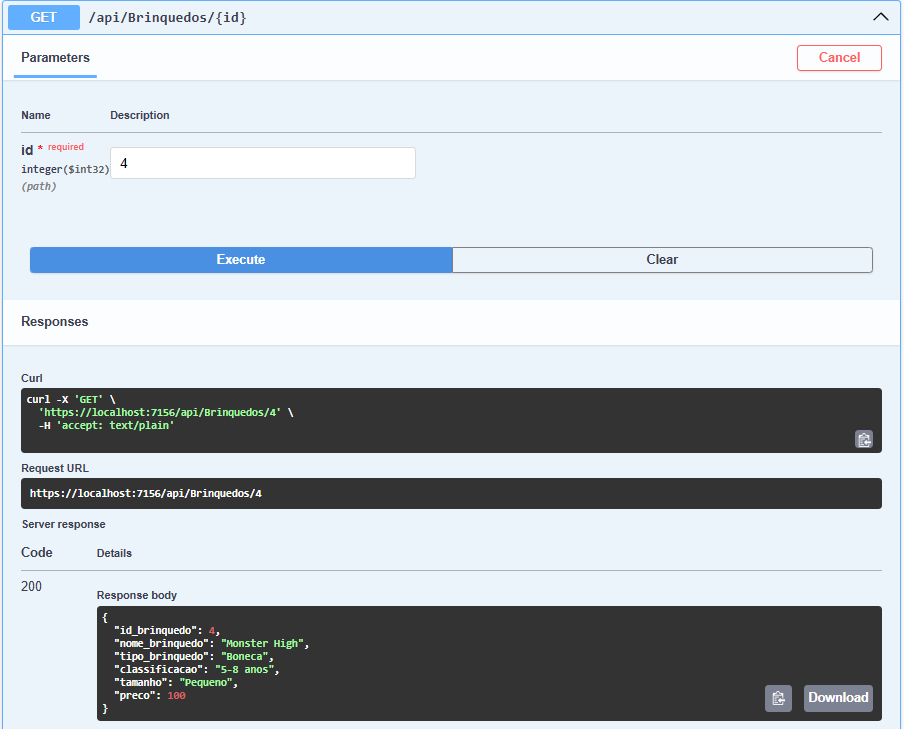 GET /api/Brinquedos/{id}
Parameters
Cancel
Name Description
id * required
integer($int32)
(path)
4
Execute
Clear
Responses
Curl
curl -X 'GET' \
  'https://localhost:7156/api/Brinquedos/4' \
  -H 'accept: text/plain'
Request URL
https://localhost:7156/api/Brinquedos/4
Server response
Code Details
200
Response body
{
  "id_brinquedo": 4,
  "nome_brinquedo": "Monster High",
  "tipo_brinquedo": "Boneca",
  "classificacao": "5-8 anos",
  "tamanho": "Pequeno",
  "preco": 100
}
Download